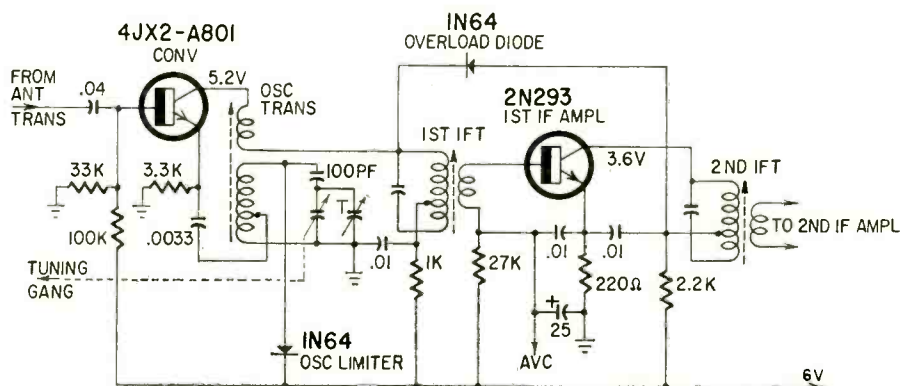 4JX2-A801
CONV
5.2V
1N64
OVERLOAD DIODE
FROM
ANT
TRANS
.04
OSC
TRANS
2N293
1ST IF AMPL
1ST IFT
3.6V
2ND IFT
33K
3.3K
100PF
T
100K
.0033
TO 2ND IF AMPL
.01
1K
27K
.01
.01
220Ω
2.2K
TUNING
GANG
+
25
1N64
OSC LIMITER
AVC
6V